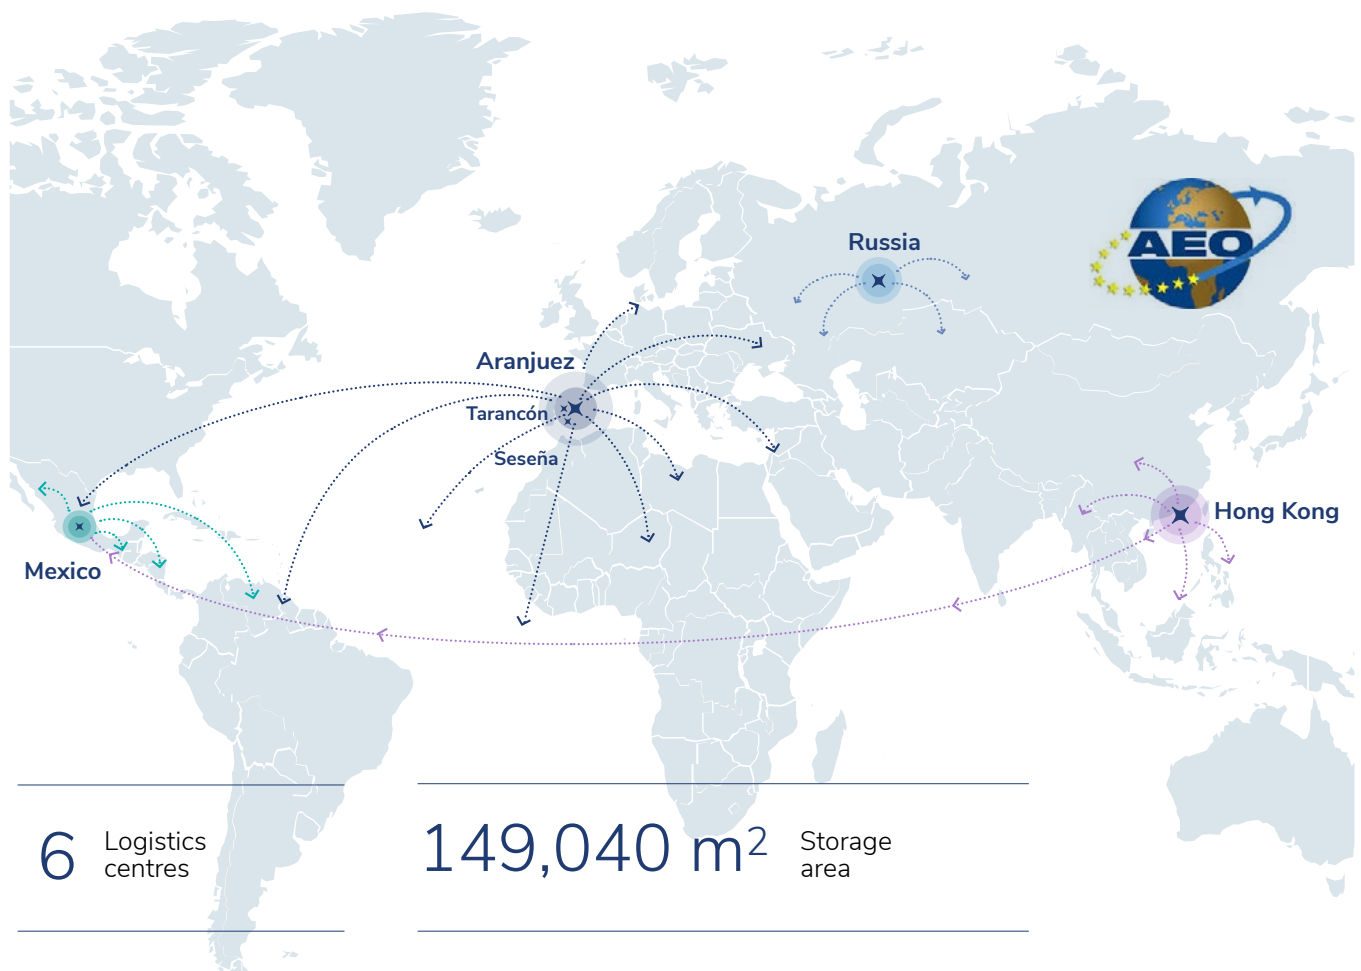 Russia
AEO
Aranjuez
Tarancón
Seseña
Hong Kong
Mexico
6
Logistics
centres
149,040 m²
Storage
area